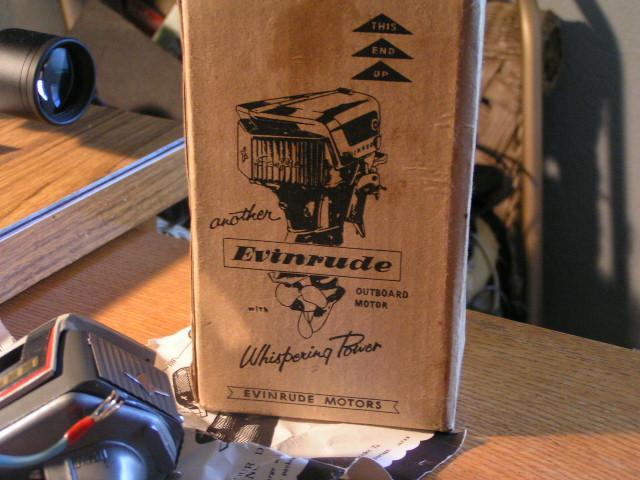 THIS
END
UP
another
Evinrude
with
OUTBOARD
MOTOR
Whispering Power
EVINRUDE MOTORS